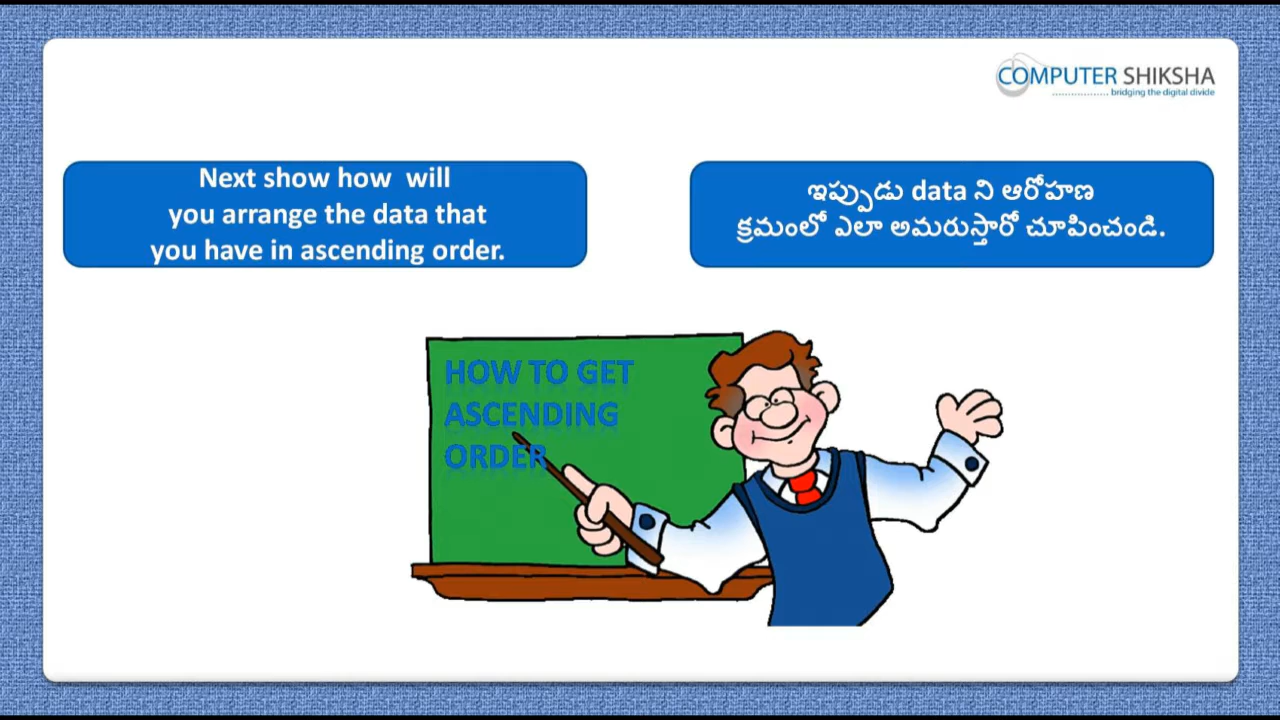 COMPUTER SHIKSHA
.................. bridging the digital divide
Next show how will
you arrange the data that
you have in ascending order.
ఇప్పుడు data ని ఆరోహణ
క్రమంలో ఎలా అమరుస్తారో చూపించండి.
HOW TO GET
ASCENDING
ORDER